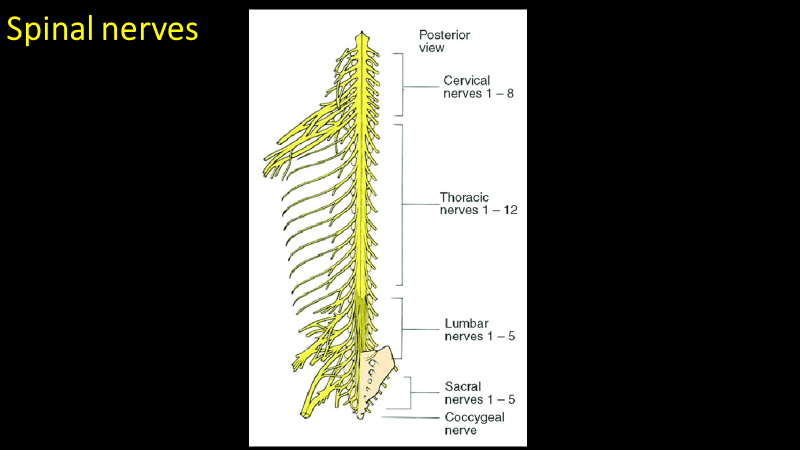 Spinal nerves
Posterior
view
Cervical
nerves 1 – 8
Thoracic
nerves 1 – 12
Lumbar
nerves 1 – 5
Sacral
nerves 1 – 5
Coccygeal
nerve